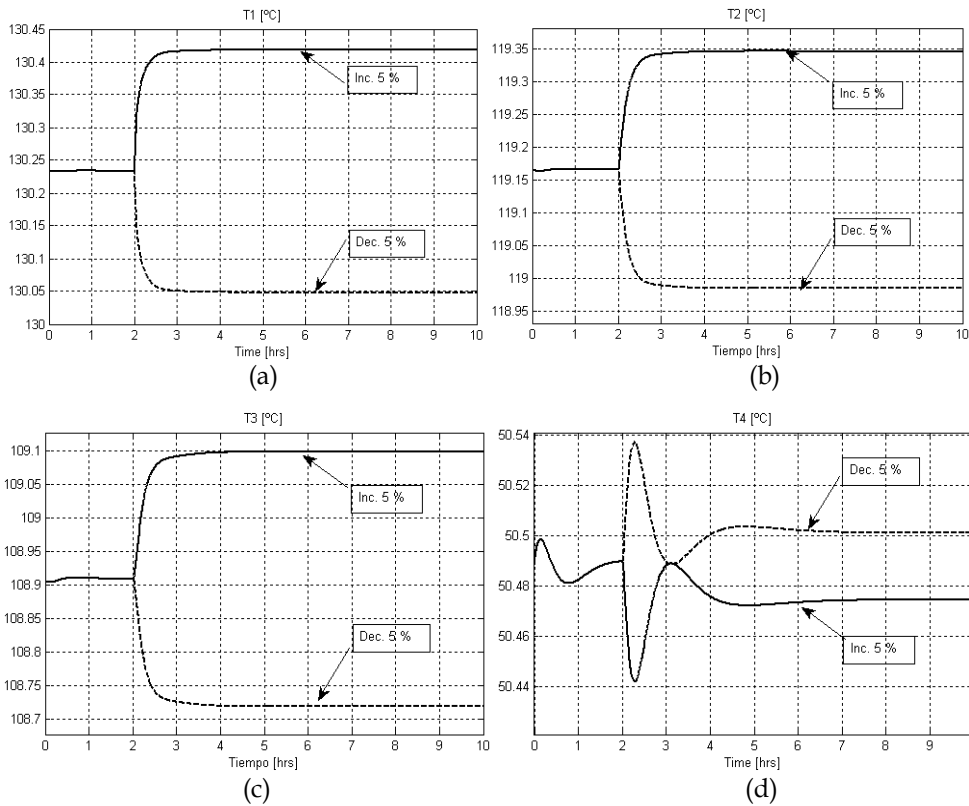 T1 [ºC]
130.45
130.4
130.35
130.3
130.25
130.2
130.15
130.1
130.05
130
Inc. 5 %
Dec. 5 %
0 1 2 3 4 5 6 7 8 9 10
Time [hrs]
(a)
T2 [ºC]
119.35
119.3
119.25
119.2
119.15
119.1
119.05
119
118.95
Inc. 5 %
Dec. 5 %
0 1 2 3 4 5 6 7 8 9 10
Tiempo [hrs]
(b)
T3 [ºC]
109.1
109.05
109
108.95
108.9
108.85
108.8
108.75
108.7
Inc. 5 %
Dec. 5 %
0 1 2 3 4 5 6 7 8 9 10
Tiempo [hrs]
(c)
T4 [ºC]
50.54
50.52
50.5
50.48
50.46
50.44
Dec. 5 %
Inc. 5 %
0 1 2 3 4 5 6 7 8 9
Time [hrs]
(d)